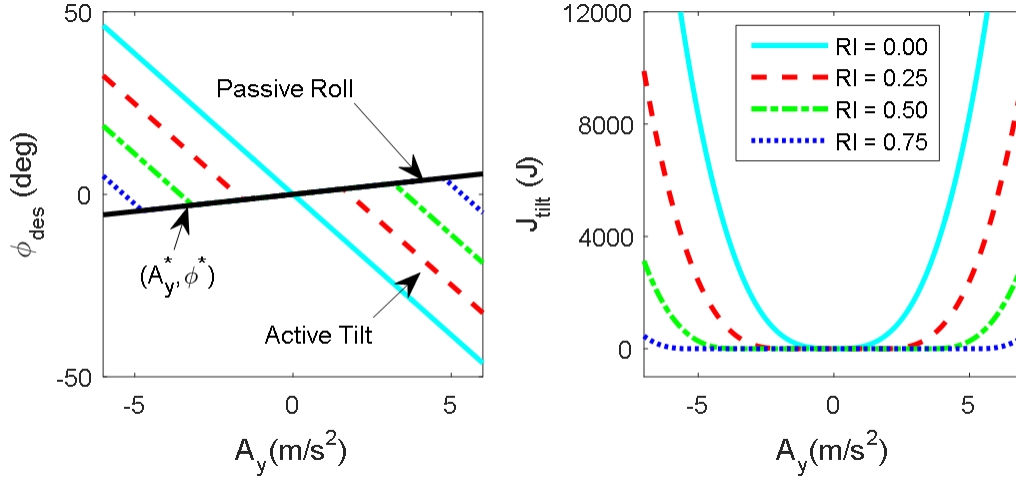 50
0
-50
ϕdes (deg)
-5
0
5
Ay(m/s2)
Passive Roll
(A*y,ϕ*)
Active Tilt
12000
8000
4000
0
Jtilt (J)
-5
0
5
Ay(m/s2)
RI = 0.00
RI = 0.25
RI = 0.50
RI = 0.75